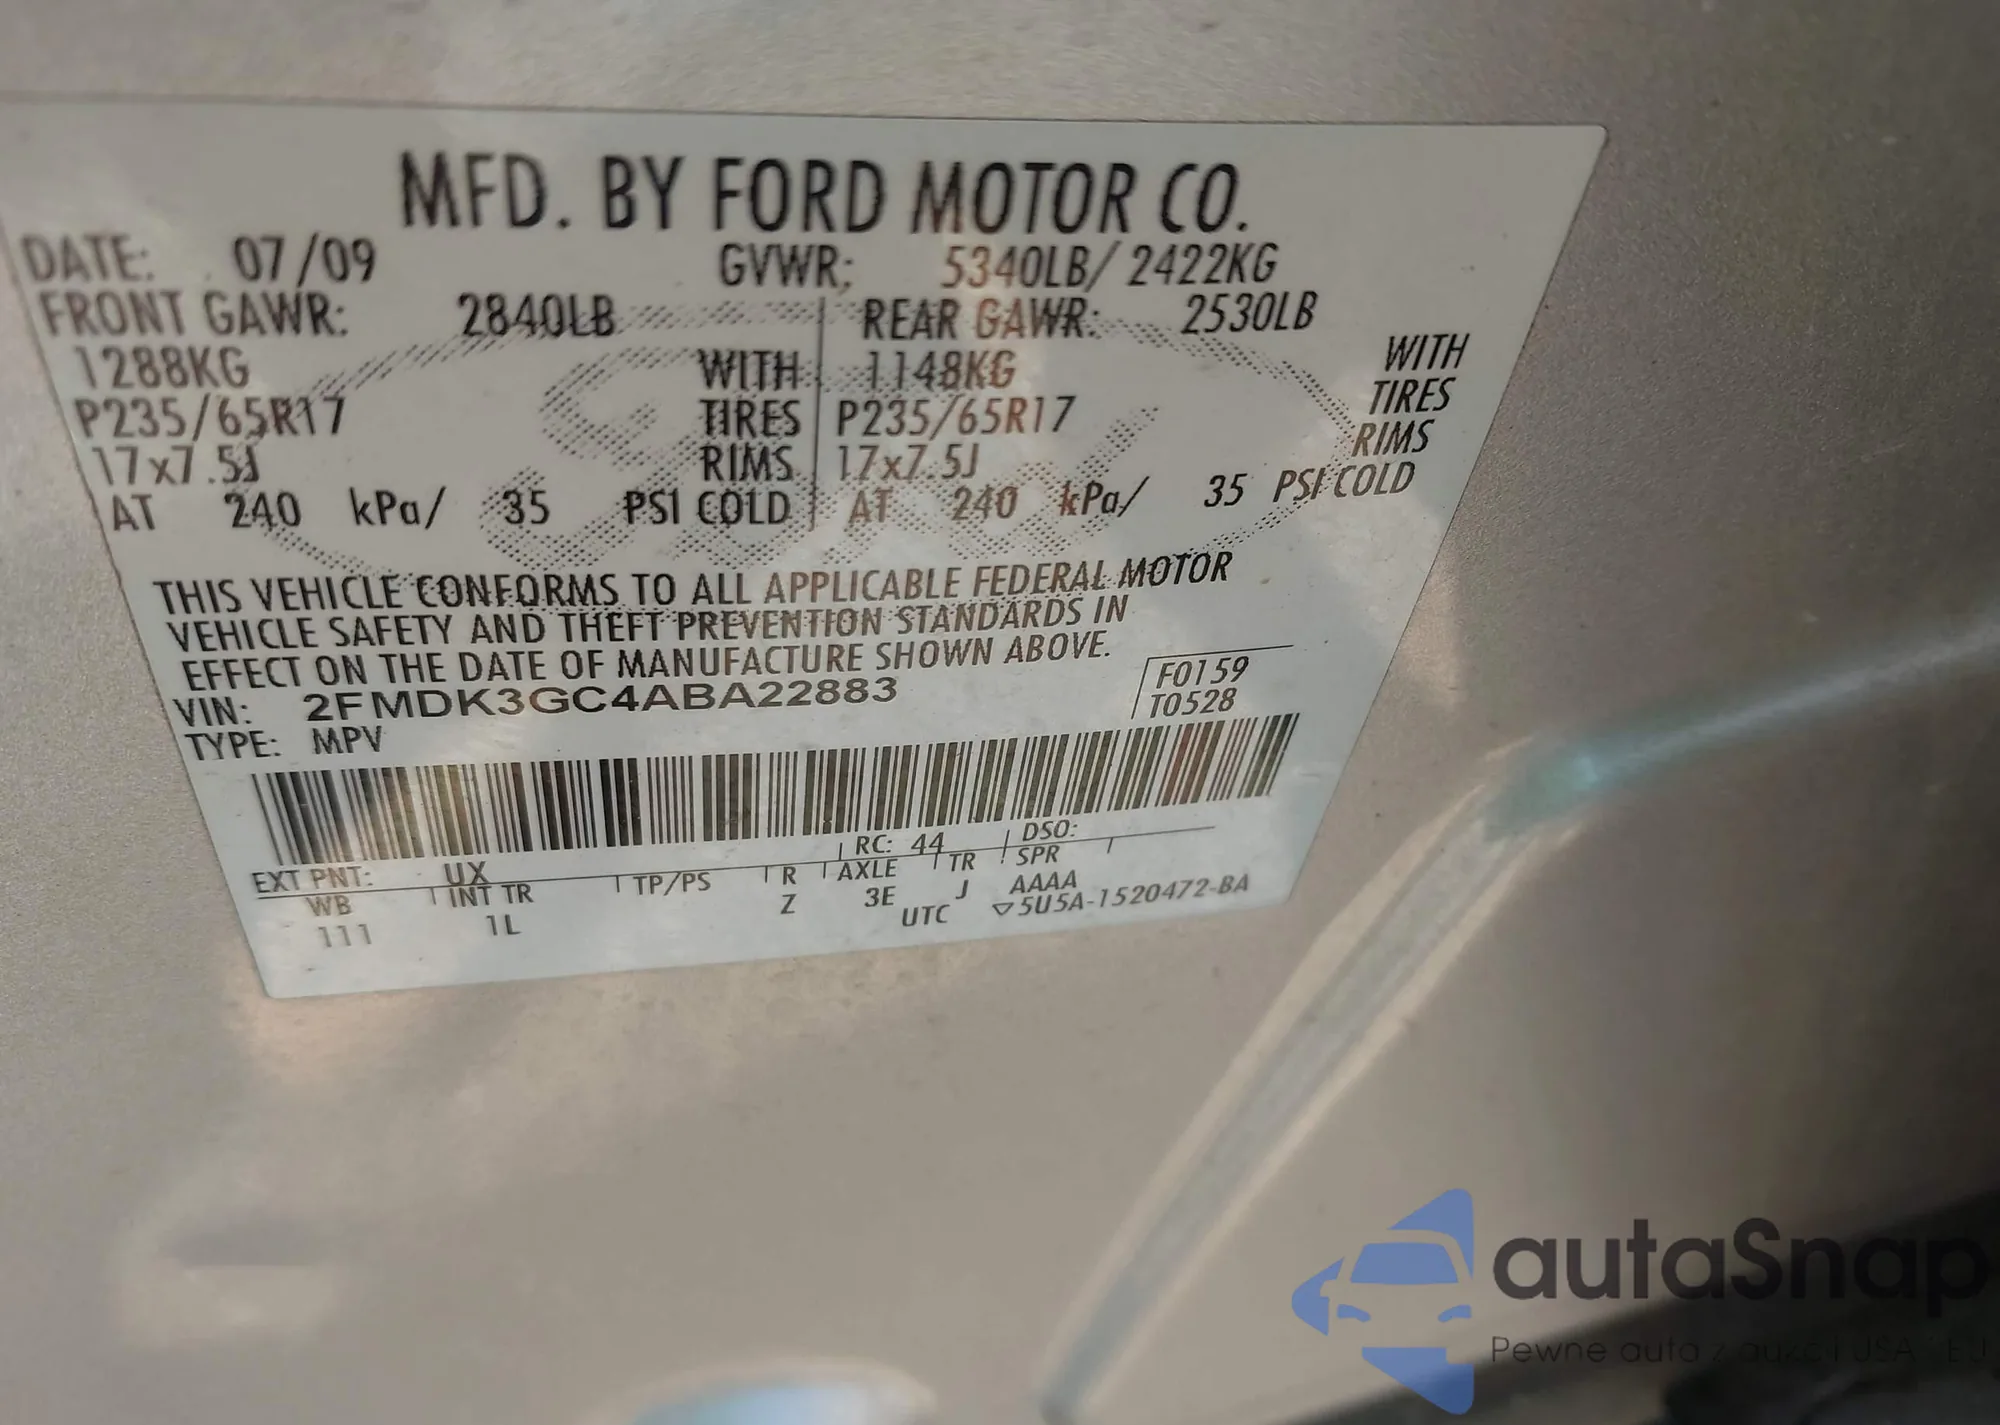 MFD. BY FORD MOTOR CO.
DATE: 07/09 GVWR: 5340LB/ 2422KG
FRONT GAWR: 2840LB REAR GAWR: 2530LB
1288KG WITH 1148KG WITH
P235/65R17 TIRES P235/65R17 TIRES
17x7.5J RIMS 17x7.5J RIMS
AT 240 kPa/ 35 PSI COLD AT 240 kPa/ 35 PSI COLD
THIS VEHICLE CONFORMS TO ALL APPLICABLE FEDERAL MOTOR
VEHICLE SAFETY AND THEFT PREVENTION STANDARDS IN
EFFECT ON THE DATE OF MANUFACTURE SHOWN ABOVE.
VIN: 2FMDK3GC4ABA22883 F0159
TYPE: MPV T0528
EXT PNT: UX RC: 44 DSO:
WB INT TR TP/PS R AXLE TR SPR
111 1L Z 3E J AAAA
UTC ▽5U5A-1520472-BA
autaSnap
Pewne auta z aukcji USA EU